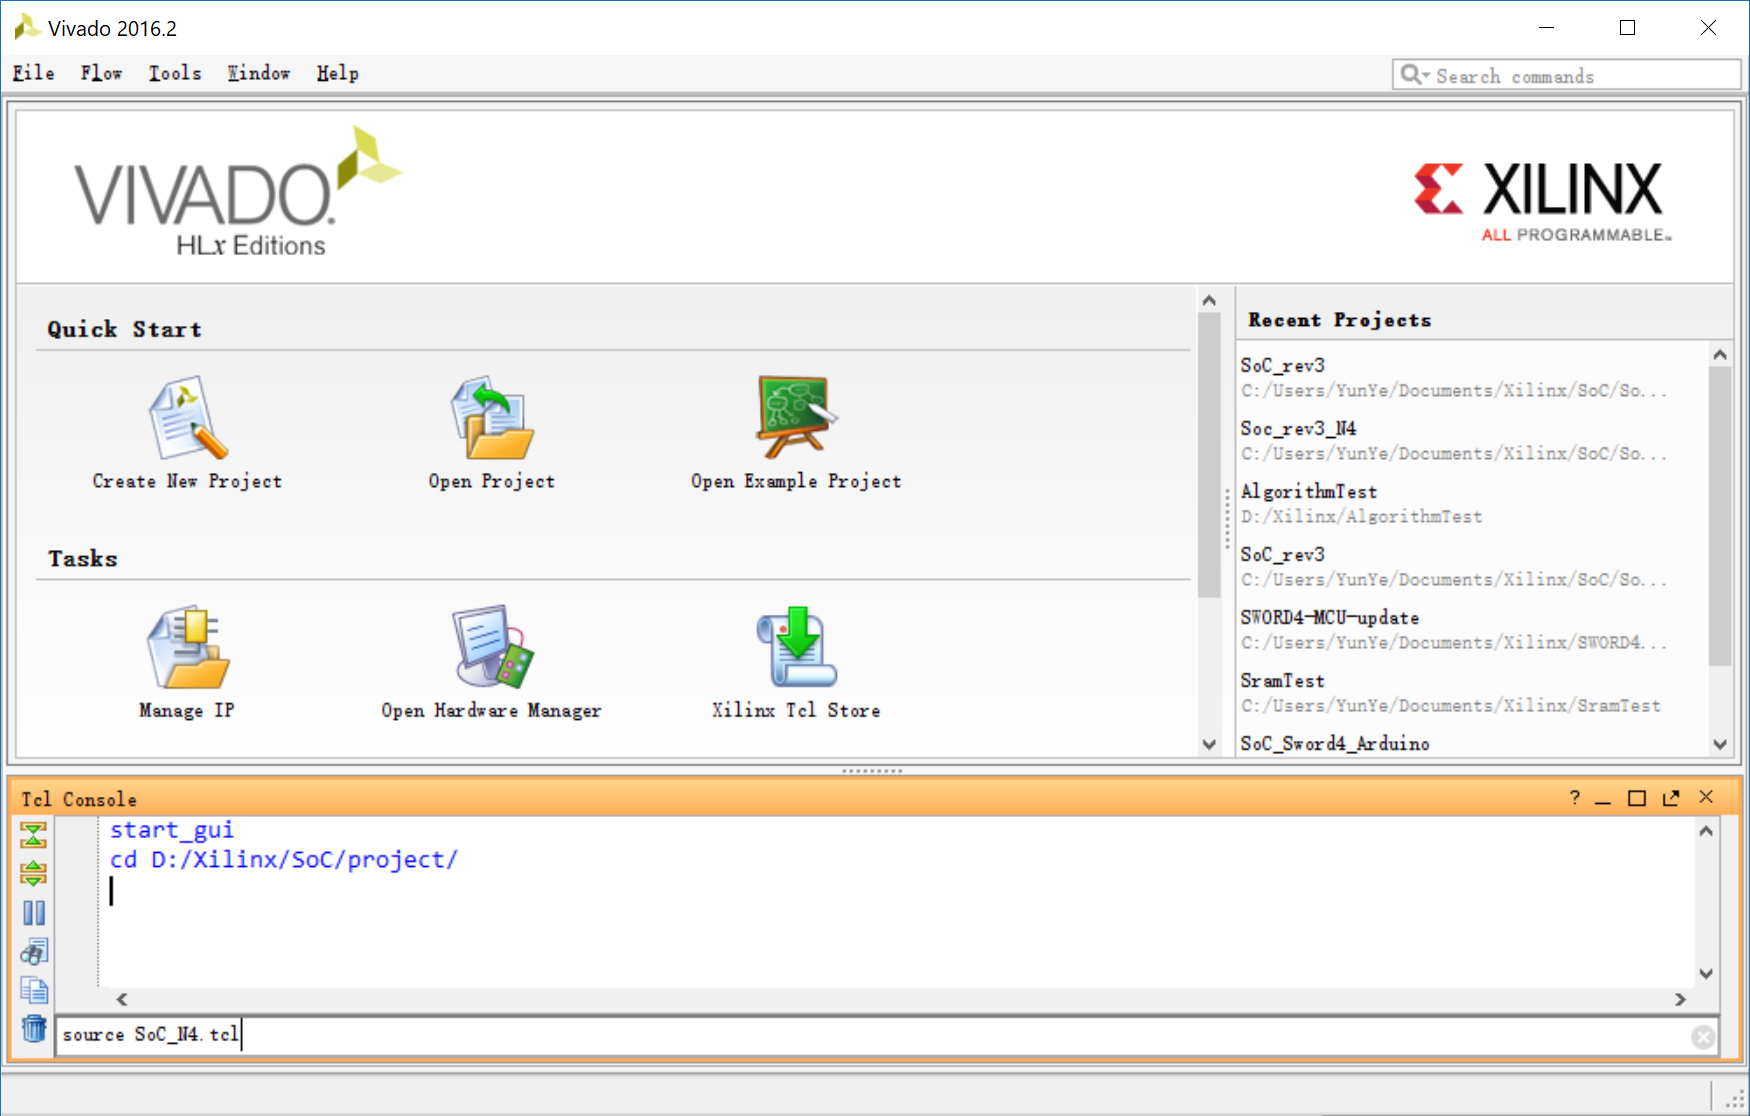 Vivado 2016.2
File Flow Tools Window Help
Search commands
VIVADO.
HLx Editions
XILINX
ALL PROGRAMMABLE™
Quick Start
Create New Project
Open Project
Open Example Project
Tasks
Manage IP
Open Hardware Manager
Xilinx Tcl Store
Recent Projects
SoC_rev3
C:/Users/YunYe/Documents/Xilinx/SoC/So...
Soc_rev3_N4
C:/Users/YunYe/Documents/Xilinx/SoC/So...
AlgorithmTest
D:/Xilinx/AlgorithmTest
SoC_rev3
C:/Users/YunYe/Documents/Xilinx/SoC/So...
SWORD4-MCU-update
C:/Users/YunYe/Documents/Xilinx/SWORD4...
SramTest
C:/Users/YunYe/Documents/Xilinx/SramTest
SoC_Sword4_Arduino
Tcl Console
start_gui
cd D:/Xilinx/SoC/project/
source SoC_N4.tcl